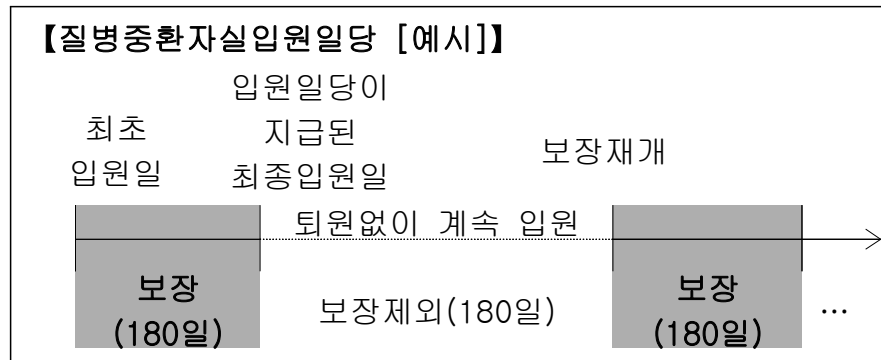 【질병중환자실입원일당 [예시]】
최초
입원일
입원일당이
지급된
최종입원일
보장재개
퇴원없이 계속 입원
보장
(180일)
보장제외(180일)
보장
(180일)
…